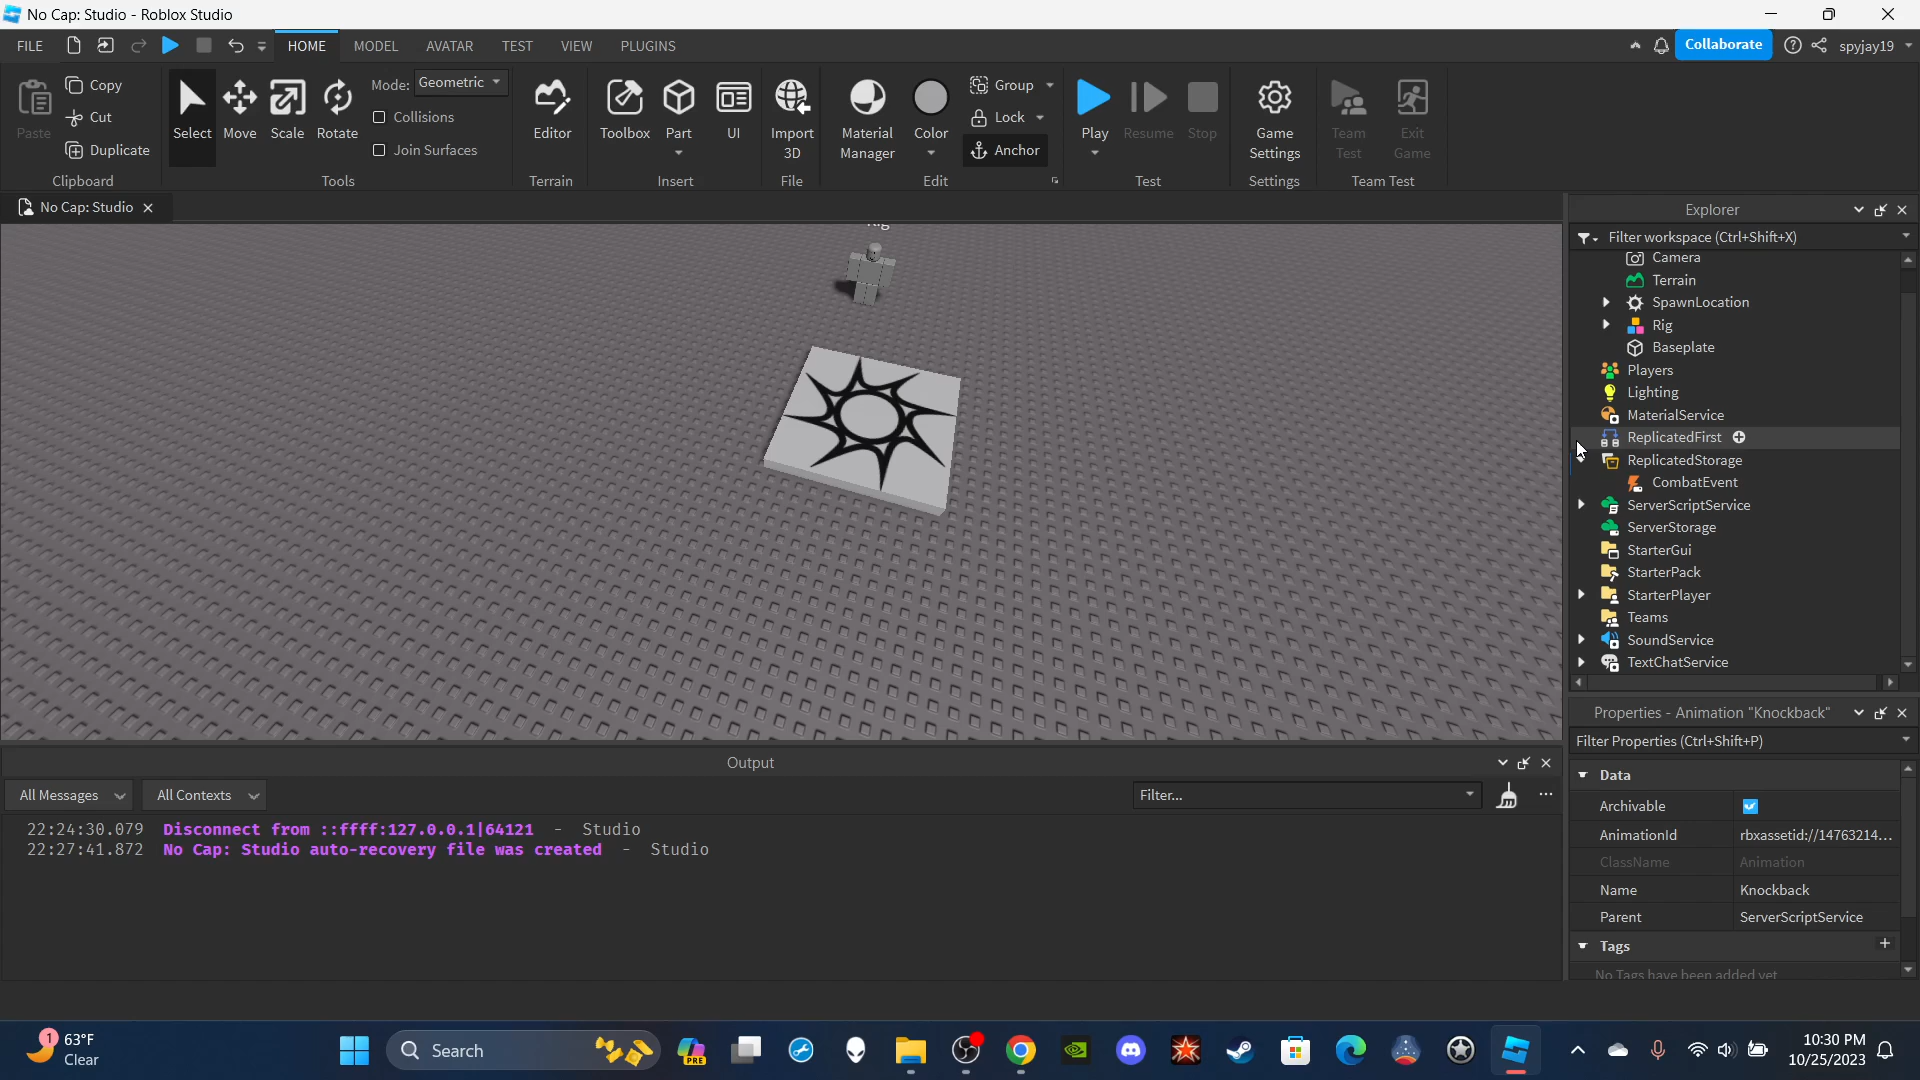 No Cap: Studio - Roblox Studio
FILE HOME MODEL AVATAR TEST VIEW PLUGINS Collaborate spyjay19
Paste Copy Cut Duplicate Clipboard
Select Move Scale Rotate Mode: Geometric Collisions Join Surfaces Tools
Editor Terrain
Toolbox Part UI Insert
Import 3D File
Material Manager Color Group Lock Anchor Edit
Play Resume Stop Test
Game Settings Settings
Team Test Exit Game Team Test
No Cap: Studio
Rig
Explorer
Filter workspace (Ctrl+Shift+X)
Camera
Terrain
SpawnLocation
Rig
Baseplate
Players
Lighting
MaterialService
ReplicatedFirst
ReplicatedStorage
CombatEvent
ServerScriptService
ServerStorage
StarterGui
StarterPack
StarterPlayer
Teams
SoundService
TextChatService
Properties - Animation "Knockback"
Filter Properties (Ctrl+Shift+P)
Data
Archivable
AnimationId rbxassetid://14763214...
ClassName Animation
Name Knockback
Parent ServerScriptService
Tags
No Tags have been added yet
Output
All Messages All Contexts Filter...
22:24:30.079 Disconnect from ::ffff:127.0.0.1|64121 - Studio
22:27:41.872 No Cap: Studio auto-recovery file was created - Studio
1
63°F
Clear
Search
PRE
10:30 PM
10/25/2023